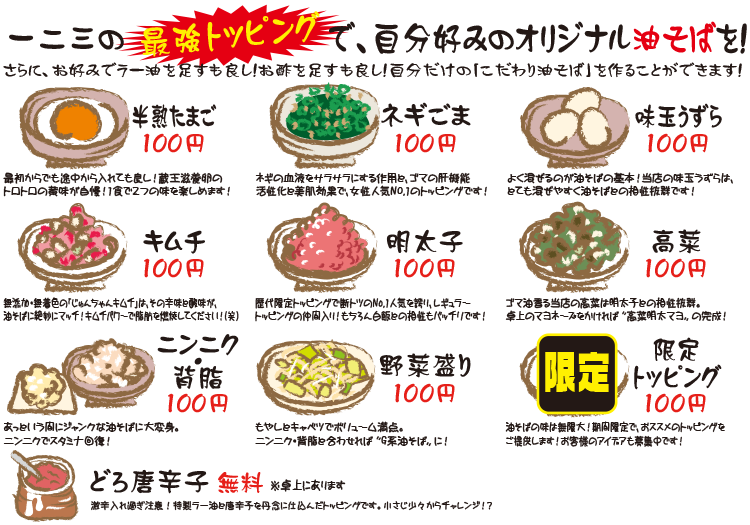 一二三の最強トッピングで、自分好みのオリジナル油そばを!
さらに、お好みでラー油を足すも良し!お酢を足すも良し!自分だけの「こだわり油そば」を作ることができます!
半熟たまご
100円
最初からでも途中から入れても良し!蔵王滋養卵の
トロトロの黄味が自慢!1食で2つの味を楽しめます!
ネギごま
100円
ネギの血液をサラサラにする作用と、ゴマの肝機能
活性化と美肌効果で、女性人気NO,1のトッピングです!
味玉うずら
100円
よく混ぜるのが油そばの基本!当店の味玉うずらは、
とても混ぜやすく油そばとの相性抜群です!
キムチ
100円
無添加・無着色の「じゅんちゃんキムチ」は、その辛味と酸味が、
油そばに絶妙にマッチ!キムチパワーで脂肪を燃焼してください!(笑)
明太子
100円
歴代限定トッピングで断トツのNO,1人気を誇り、レギュラー
トッピングの仲間入り!もちろん白飯との相性もバッチリです!
高菜
100円
ゴマ油香る当店の高菜は明太子との相性抜群。
卓上のマヨネーズをかければ“高菜明太マヨ”の完成!
ニンニク・背脂
100円
あっという間にジャンクな油そばに大変身。
ニンニクでスタミナ回復!
野菜盛り
100円
もやしとキャベツでボリューム満点。
ニンニク・背脂と合わせれば“G系油そば”に!
限定
限定
トッピング
100円
油そばの味は無限大!期間限定で、おススメのトッピングを
ご提供します!お客様のアイデアも募集中です!
どろ唐辛子 無料 ※卓上にあります
激辛入れ過ぎ注意!特製ラー油と唐辛子を丹念に仕込んだトッピングです。小さじ少々からチャレンジ!?